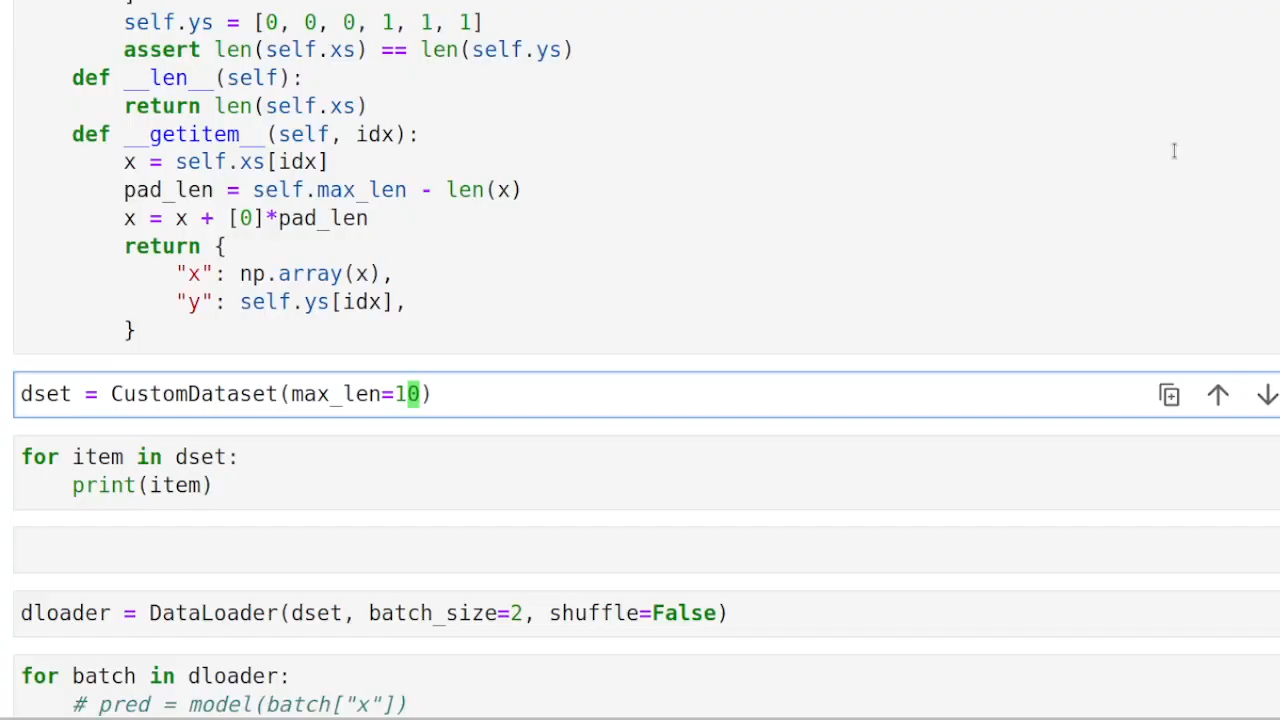 self.ys = [0, 0, 0, 1, 1, 1]
assert len(self.xs) == len(self.ys)
def __len__(self):
return len(self.xs)
def __getitem__(self, idx):
x = self.xs[idx]
pad_len = self.max_len - len(x)
x = x + [0]*pad_len
return {
"x": np.array(x),
"y": self.ys[idx],
}
dset = CustomDataset(max_len=10)
for item in dset:
print(item)
dloader = DataLoader(dset, batch_size=2, shuffle=False)
for batch in dloader:
# pred = model(batch["x"])